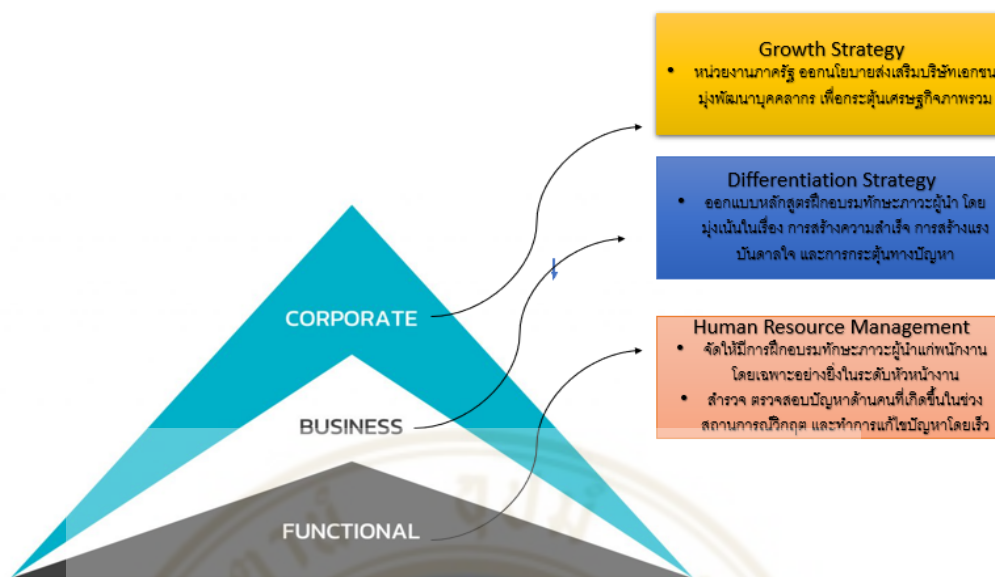 Growth Strategy
• หน่วยงานภาครัฐ ออกนโยบายส่งเสริมบริษัทเอกชน
มุ่งพัฒนาบุคคลากร เพื่อกระตุ้นเศรษฐกิจภาพรวม
Differentiation Strategy
• ออกแบบหลักสูตรฝึกอบรมทักษะภาวะผู้นำ โดย
มุ่งเน้นในเรื่อง การสร้างความสำเร็จ การสร้างแรง
บันดาลใจ และการกระตุ้นทางปัญหา
Human Resource Management
• จัดให้มีการฝึกอบรมทักษะภาวะผู้นำแก่พนักงาน
โดยเฉพาะอย่างยิ่งในระดับหัวหน้างาน
• สำรวจ ตรวจสอบปัญหาด้านคนที่เกิดขึ้นในช่วง
สถานการณ์วิกฤต และทำการแก้ไขปัญหาโดยเร็ว
CORPORATE
BUSINESS
FUNCTIONAL